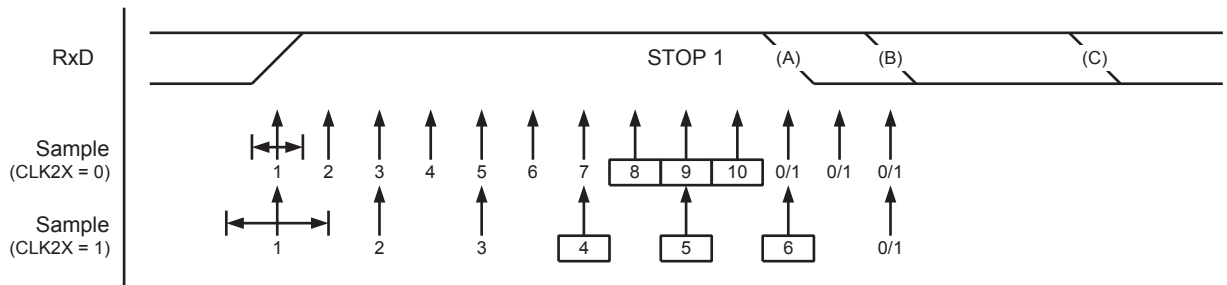 RxD STOP 1 (A) (B) (C)
Sample
(CLK2X = 0) 1 2 3 4 5 6 7 8 9 10 0/1 0/1 0/1
Sample
(CLK2X = 1) 1 2 3 4 5 6 0/1